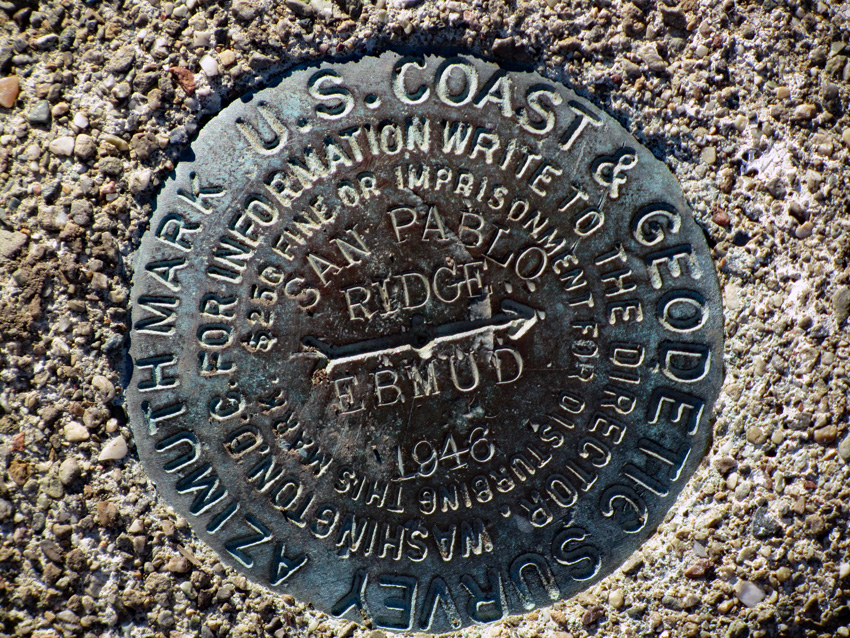 U.S. COAST & GEODETIC SURVEY
AZIMUTH MARK
FOR INFORMATION WRITE TO THE DIRECTOR, WASHINGTON, D.C.
$250 FINE OR IMPRISONMENT FOR DISTURBING THIS MARK.
SAN PABLO
RIDGE
EBMUD
1946